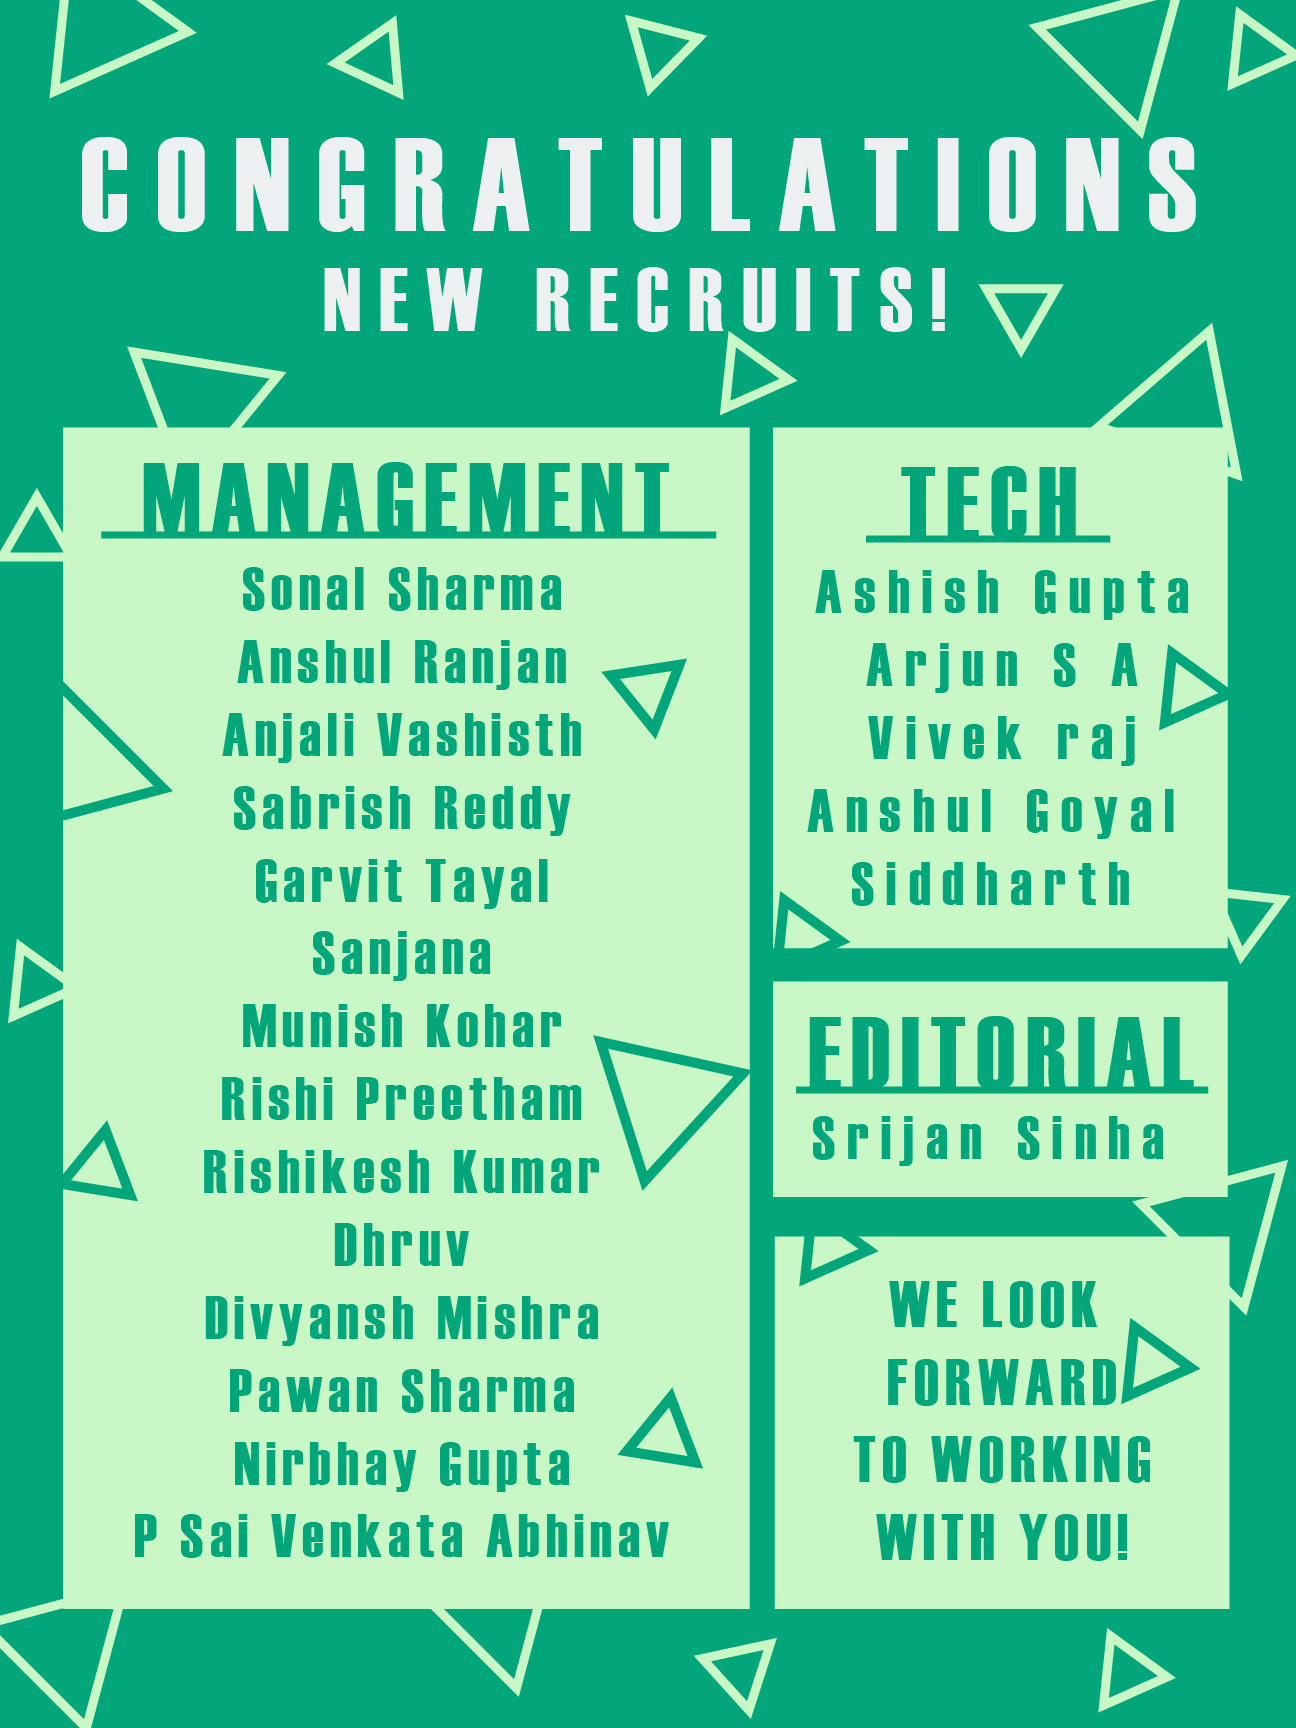 CONGRATULATIONS
NEW RECRUITS!
MANAGEMENT
Sonal Sharma
Anshul Ranjan
Anjali Vashisth
Sabrish Reddy
Garvit Tayal
Sanjana
Munish Kohar
Rishi Preetham
Rishikesh Kumar
Dhruv
Divyansh Mishra
Pawan Sharma
Nirbhay Gupta
P Sai Venkata Abhinav
TECH
Ashish Gupta
Arjun S A
Vivek raj
Anshul Goyal
Siddharth
EDITORIAL
Srijan Sinha
WE LOOK
FORWARD
TO WORKING
WITH YOU!